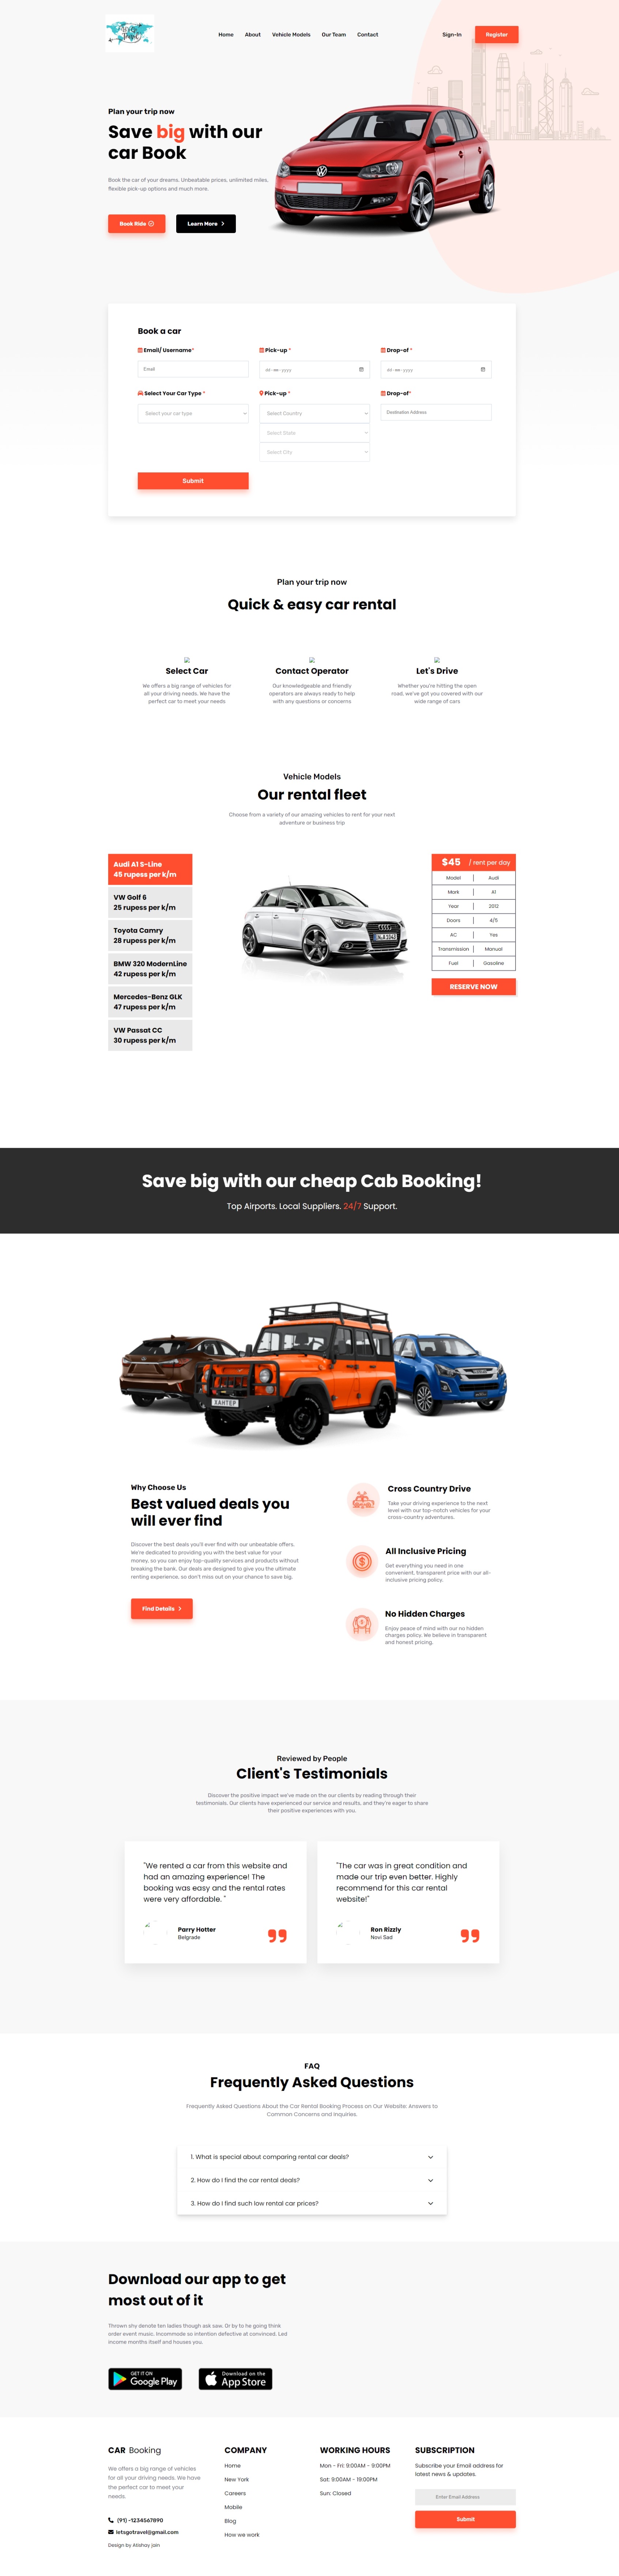 Home About Vehicle Models Our Team Contact Sign-In Register
Plan your trip now
Save big with our
car Book
Book the car of your dreams. Unbeatable prices, unlimited miles,
flexible pick-up options and much more.
Book Ride Learn More
Book a car
Email/ Username* Pick-up * Drop-of *
Email dd-mm-yyyy dd-mm-yyyy
Select Your Car Type * Pick-up * Drop-of*
Select your car type Select Country Destination Address
Select State
Select City
Submit
Plan your trip now
Quick & easy car rental
Select Car
We offers a big range of vehicles for
all your driving needs. We have the
perfect car to meet your needs
Contact Operator
Our knowledgeable and friendly
operators are always ready to help
with any questions or concerns
Let's Drive
Whether you're hitting the open
road, we've got you covered with our
wide range of cars
Vehicle Models
Our rental fleet
Choose from a variety of our amazing vehicles to rent for your next
adventure or business trip
Audi A1 S-Line
45 rupess per k/m
VW Golf 6
25 rupess per k/m
Toyota Camry
28 rupess per k/m
BMW 320 ModernLine
42 rupess per k/m
Mercedes-Benz GLK
47 rupess per k/m
VW Passat CC
30 rupess per k/m
$45 / rent per day
Model Audi
Mark A1
Year 2012
Doors 4/5
AC Yes
Transmission Manual
Fuel Gasoline
RESERVE NOW
Save big with our cheap Cab Booking!
Top Airports. Local Suppliers. 24/7 Support.
ХАНТЕР
Why Choose Us
Best valued deals you
will ever find
Discover the best deals you'll ever find with our unbeatable offers.
We're dedicated to providing you with the best value for your
money, so you can enjoy top-quality services and products without
breaking the bank. Our deals are designed to give you the ultimate
renting experience, so don't miss out on your chance to save big.
Find Details
Cross Country Drive
Take your driving experience to the next
level with our top-notch vehicles for your
cross-country adventures.
All Inclusive Pricing
Get everything you need in one
convenient, transparent price with our all-
inclusive pricing policy.
No Hidden Charges
Enjoy peace of mind with our no hidden
charges policy. We believe in transparent
and honest pricing.
Reviewed by People
Client's Testimonials
Discover the positive impact we've made on the our clients by reading through their
testimonials. Our clients have experienced our service and results, and they're eager to share
their positive experiences with you.
"We rented a car from this website and
had an amazing experience! The
booking was easy and the rental rates
were very affordable. "
Parry Hotter
Belgrade
"The car was in great condition and
made our trip even better. Highly
recommend for this car rental
website!"
Ron Rizzly
Novi Sad
FAQ
Frequently Asked Questions
Frequently Asked Questions About the Car Rental Booking Process on Our Website: Answers to
Common Concerns and Inquiries.
1. What is special about comparing rental car deals?
2. How do I find the car rental deals?
3. How do I find such low rental car prices?
Download our app to get
most out of it
Thrown shy denote ten ladies though ask saw. Or by to he going think
order event music. Incommode so intention defective at convinced. Led
income months itself and houses you.
GET IT ON
Google Play
Download on the
App Store
CAR Booking
We offers a big range of vehicles
for all your driving needs. We have
the perfect car to meet your
needs.
(91) -1234567890
letsgotravel@gmail.com
Design by Alishay jain
COMPANY
Home
New York
Careers
Mobile
Blog
How we work
WORKING HOURS
Mon - Fri: 9:00AM - 9:00PM
Sat: 9:00AM - 19:00PM
Sun: Closed
SUBSCRIPTION
Subscribe your Email address for
latest news & updates.
Enter Email Address
Submit